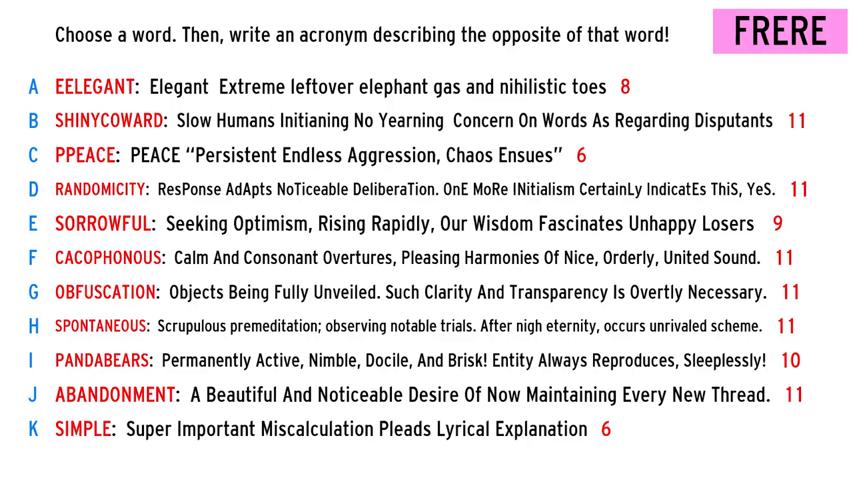 Choose a word. Then, write an acronym describing the opposite of that word! FRERE
A EELEGANT: Elegant Extreme leftover elephant gas and nihilistic toes 8
B SHINYCOWARD: Slow Humans Initianing No Yearning Concern On Words As Regarding Disputants 11
C PPEACE: PEACE “Persistent Endless Aggression, Chaos Ensues” 6
D RANDOMICITY: ResPonse AdApts NoTiceable DeliberaTion. OnE MoRe INitialism CertainLy IndicatEs ThiS, YeS. 11
E SORROWFUL: Seeking Optimism, Rising Rapidly, Our Wisdom Fascinates Unhappy Losers 9
F CACOPHONOUS: Calm And Consonant Overtures, Pleasing Harmonies Of Nice, Orderly, United Sound. 11
G OBFUSCATION: Objects Being Fully Unveiled. Such Clarity And Transparency Is Overtly Necessary. 11
H SPONTANEOUS: Scrupulous premeditation; observing notable trials. After nigh eternity, occurs unrivaled scheme. 11
I PANDABEARS: Permanently Active, Nimble, Docile, And Brisk! Entity Always Reproduces, Sleeplessly! 10
J ABANDONMENT: A Beautiful And Noticeable Desire Of Now Maintaining Every New Thread. 11
K SIMPLE: Super Important Miscalculation Pleads Lyrical Explanation 6